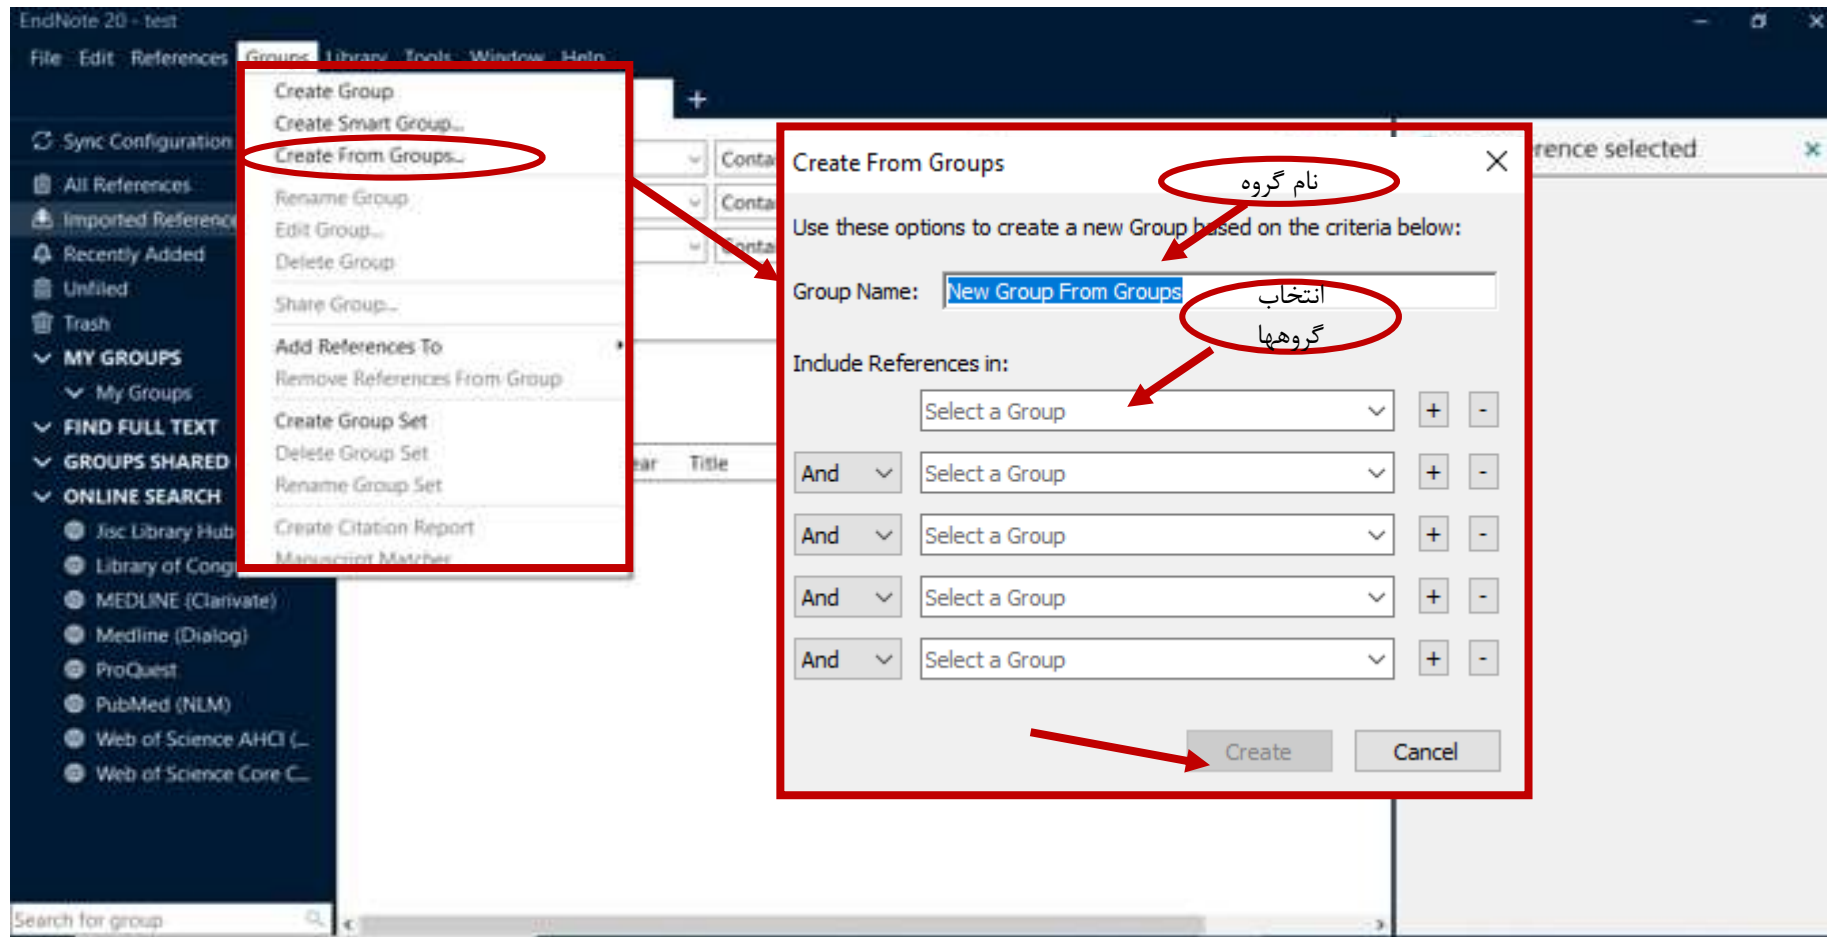 EndNote 20 - test
File Edit References Groups Library Tools Window Help
Create Group
Create Smart Group...
Create From Groups...
Rename Group
Edit Group...
Delete Group
Share Group...
Add References To
Remove References From Group
Create Group Set
Delete Group Set
Rename Group Set
Create Citation Report
Manuscript Matcher
+
Sync Configuration
All References
Imported Reference
Recently Added
Unfiled
Trash
MY GROUPS
My Groups
FIND FULL TEXT
GROUPS SHARED
ONLINE SEARCH
Jisc Library Hub
Library of Cong
MEDLINE (Clarivate)
Medline (Dialog)
ProQuest
PubMed (NLM)
Web of Science AHCI (...
Web of Science Core C...
Search for group
Conta
Conta
Conta
ear Title
rence selected
Create From Groups
نام گروه
Use these options to create a new Group based on the criteria below:
Group Name: New Group From Groups
انتخاب
گروهها
Include References in:
Select a Group + -
And Select a Group + -
And Select a Group + -
And Select a Group + -
And Select a Group + -
Create Cancel